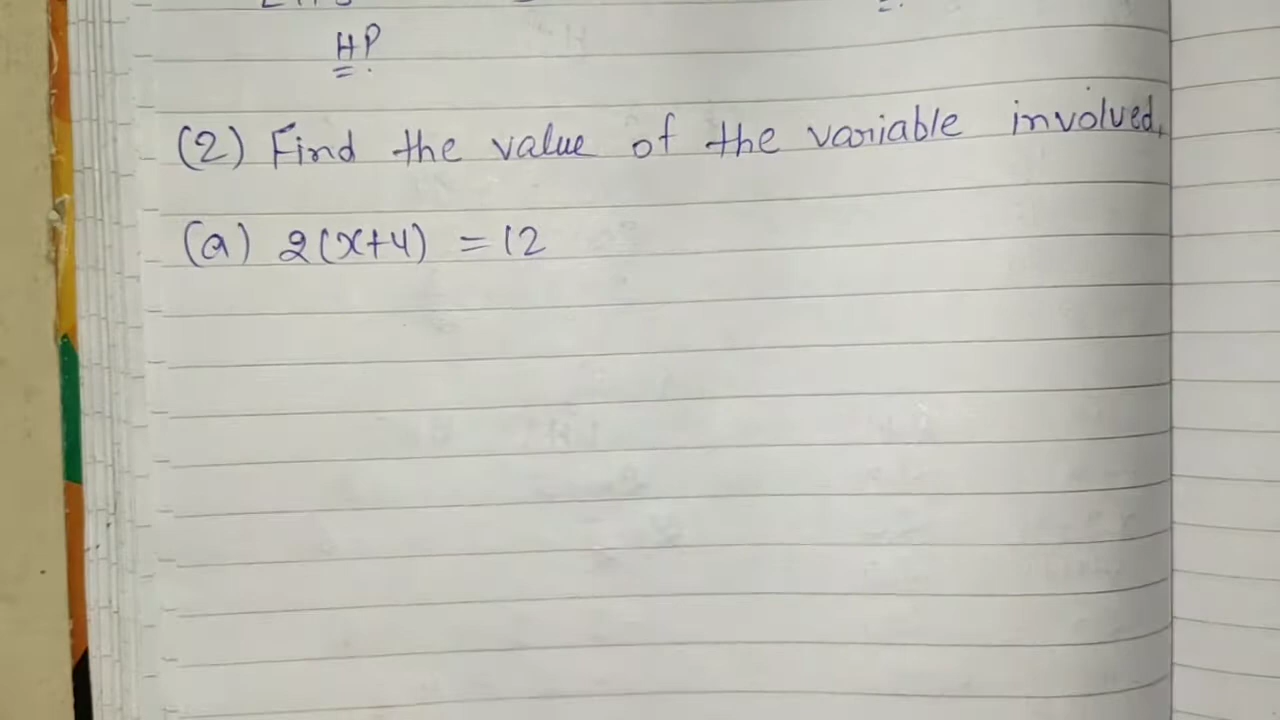 HP.
(2) Find the value of the variable involved.
(a) 2(x+4) = 12